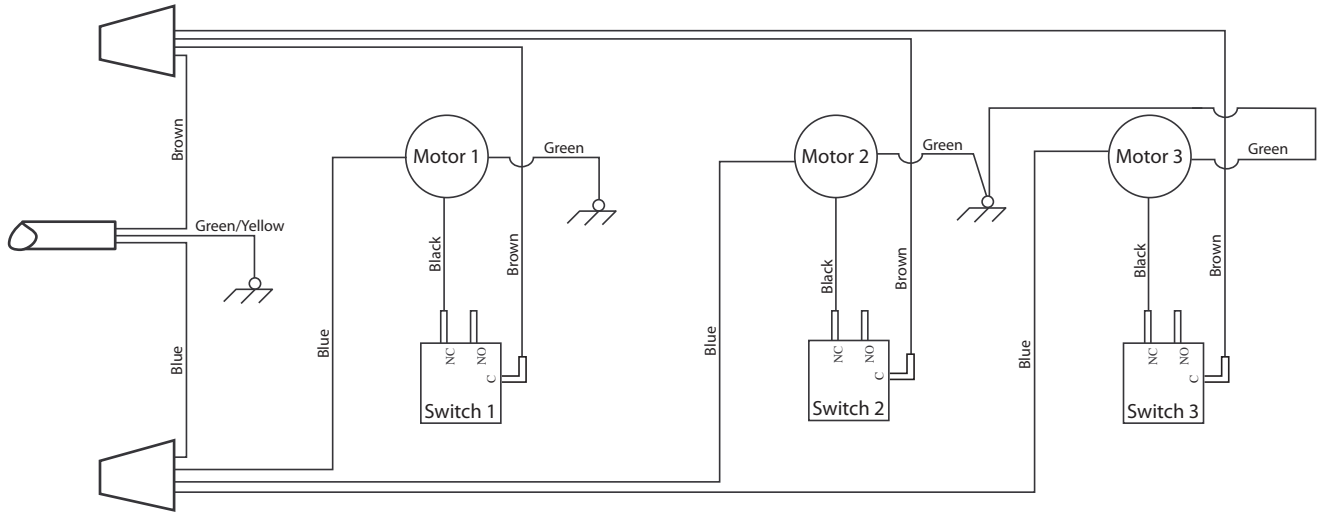 Brown
Green/Yellow
Blue
Blue
Motor 1
Green
Black
Brown
NC
NO
C
Switch 1
Blue
Motor 2
Green
Black
Brown
NC
NO
C
Switch 2
Blue
Motor 3
Green
Black
Brown
NC
NO
C
Switch 3